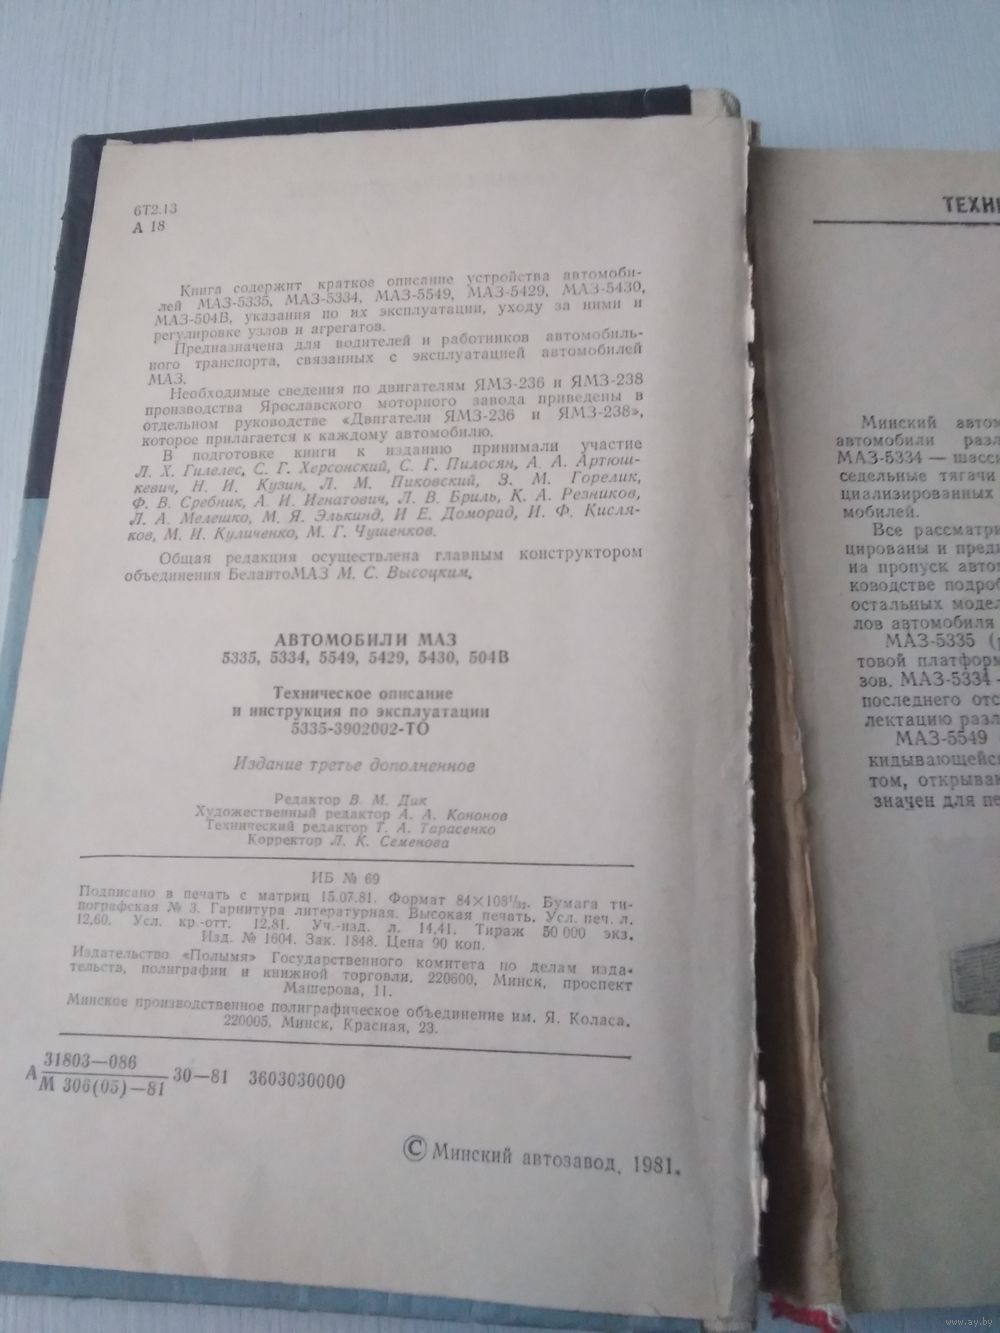 6Т2.13
А 18
Книга содержит краткое описание устройства автомоби-
лей МАЗ-5335, МАЗ-5334, МАЗ-5549, МАЗ-5429, МАЗ-5430,
МАЗ-504В, указания по их эксплуатации, уходу за ними и
регулировке узлов и агрегатов.
Предназначена для водителей и работников автомобиль-
ного транспорта, связанных с эксплуатацией автомобилей
МАЗ.
Необходимые сведения по двигателям ЯМЗ-236 и ЯМЗ-238
производства Ярославского моторного завода приведены в
отдельном руководстве «Двигатели ЯМЗ-236 и ЯМЗ-238»,
которое прилагается к каждому автомобилю.
В подготовке книги к изданию принимали участие
Л. Х. Гилелес, С. Г. Херсонский, С. Г. Пилосян, А. А. Артюш-
кевич, Н. И. Кузин, Л. М. Пиковский, З. М. Горелик,
Ф. В. Сребник, А. И. Игнатович, Л. В. Бриль, К. А. Резников,
Л. А. Мелешко, М. Я. Элькинд, И Е. Доморад, И. Ф. Кисля-
ков, М. И. Куличенко, М. Г. Чушенков.
Общая редакция осуществлена главным конструктором
объединения БелавтоМАЗ М. С. Высоцким.
АВТОМОБИЛИ МАЗ
5335, 5334, 5549, 5429, 5430, 504В
Техническое описание
и инструкция по эксплуатации
5335-3902002-ТО
Издание третье дополненное
Редактор В. М. Дик
Художественный редактор А. А. Кононов
Технический редактор Т. А. Тарасенко
Корректор Л. К. Семенова
ИБ № 69
Подписано в печать с матриц 15.07.81. Формат 84×108¹/₃₂. Бумага ти-
пографская № 3. Гарнитура литературная. Высокая печать. Усл. печ. л.
12,60. Усл. кр.-отт. 12,81. Уч.-изд. л. 14,41. Тираж 50 000 экз.
Изд. № 1604. Зак. 1848. Цена 90 коп.
Издательство «Полымя» Государственного комитета по делам изда-
тельств, полиграфии и книжной торговли. 220600, Минск, проспект
Машерова, 11.
Минское производственное полиграфическое объединение им. Я. Коласа.
220005, Минск, Красная, 23.
А 31803—086
М 306(05)—81 30—81 3603030000
© Минский автозавод, 1981.
ТЕХНИ
Минский автом
автомобили разл
МАЗ-5334 — шасси
седельные тягачи
циализированных
мобилей.
Все рассматри
цированы и предн
на пропуск автом
ководстве подроб
остальных модел
лов автомобиля
МАЗ-5335 (
товой платформ
зов. МАЗ-5334 -
последнего отс
лектацию разл
МАЗ-5549
кидывающейс
том, открыва
значен для пе
www.ay.by